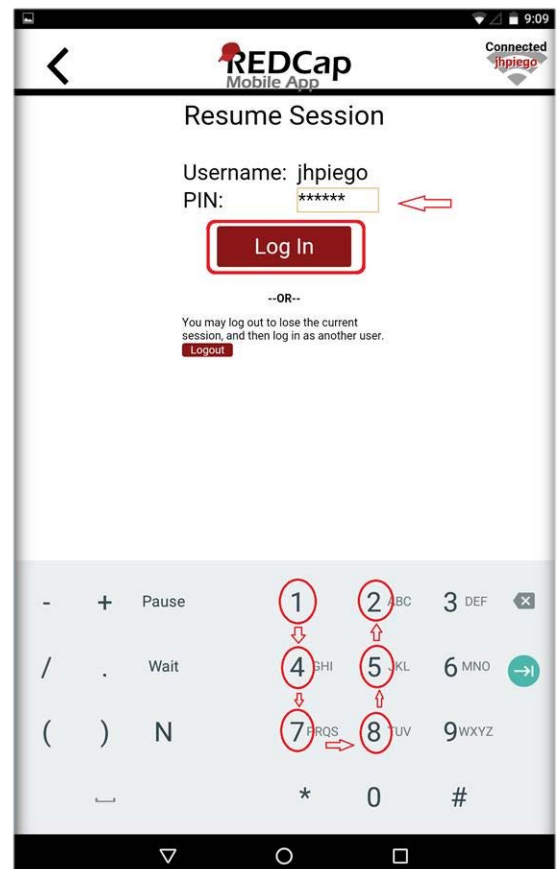 9:09
REDCap
Mobile App
Connected
jhpiego
Resume Session
Username: jhpiego
PIN: ******
Log In
--OR--
You may log out to lose the current
session, and then log in as another user.
Logout
- + Pause 1 2 ABC 3 DEF
/ . Wait 4 GHI 5 JKL 6 MNO
( ) N 7 PRQS 8 TUV 9 WXYZ
* 0 #